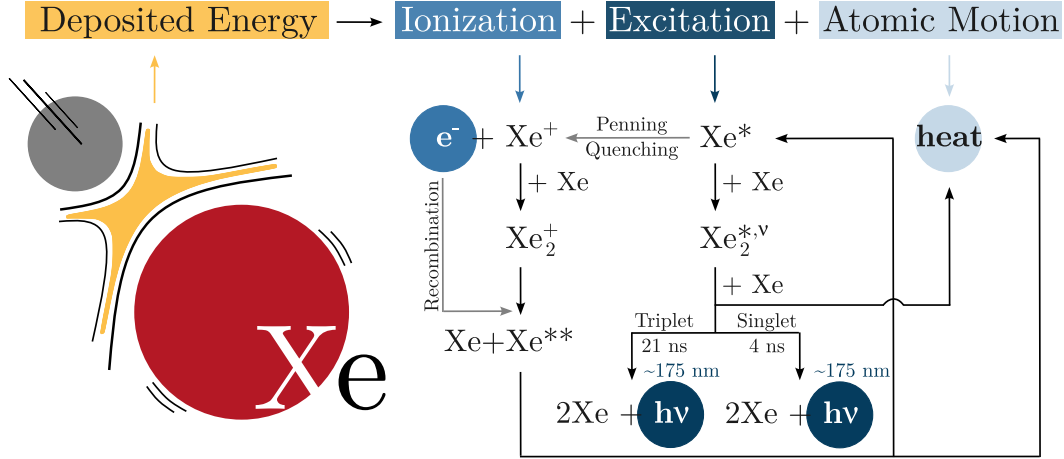 Deposited Energy → Ionization + Excitation + Atomic Motion
e⁻ + Xe⁺
Penning
Quenching
Xe*
heat
+ Xe
+ Xe
Recombination
Xe₂⁺
Xe₂*,ν
+ Xe
Triplet
Singlet
21 ns
4 ns
Xe+Xe**
~175 nm
~175 nm
2Xe + hν
2Xe + hν
Xe